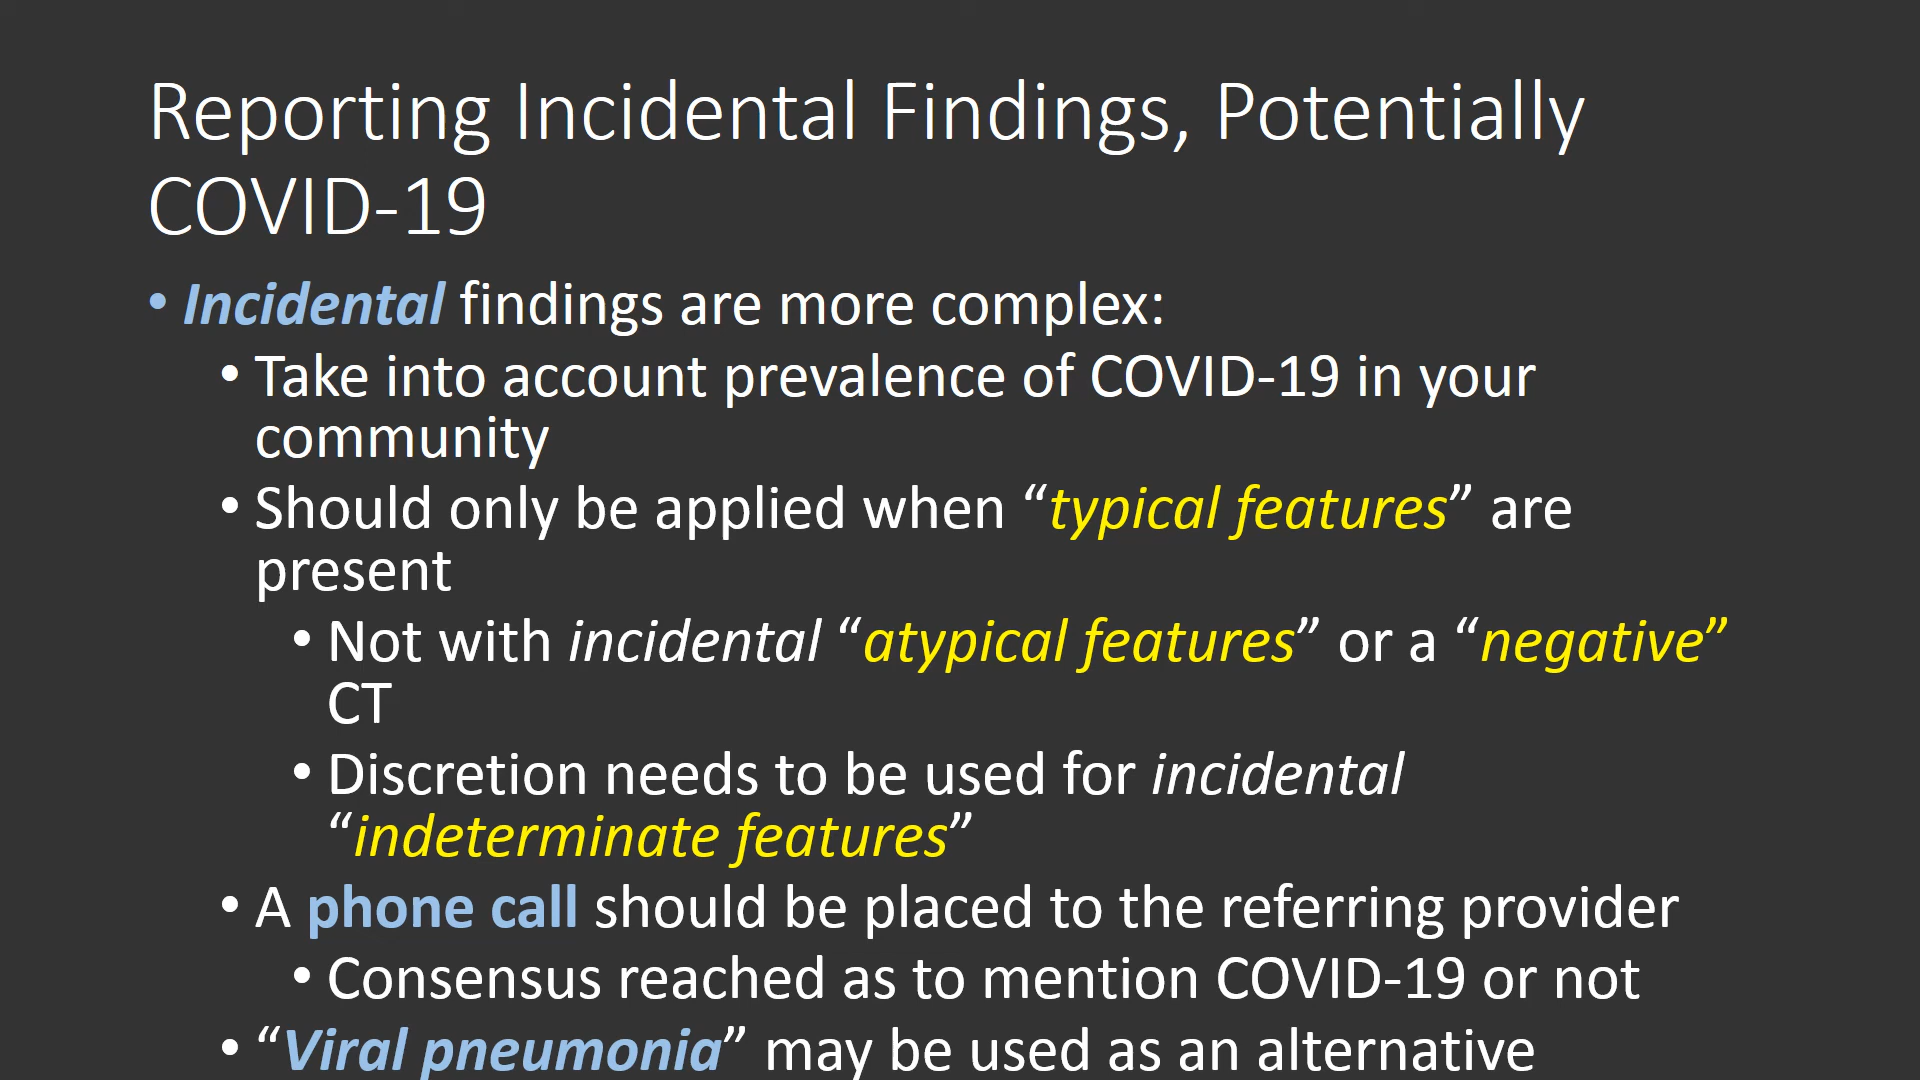 Reporting Incidental Findings, Potentially
COVID-19
• Incidental findings are more complex:
• Take into account prevalence of COVID-19 in your
community
• Should only be applied when “typical features” are
present
• Not with incidental “atypical features” or a “negative”
CT
• Discretion needs to be used for incidental
“indeterminate features”
• A phone call should be placed to the referring provider
• Consensus reached as to mention COVID-19 or not
• “Viral pneumonia” may be used as an alternative